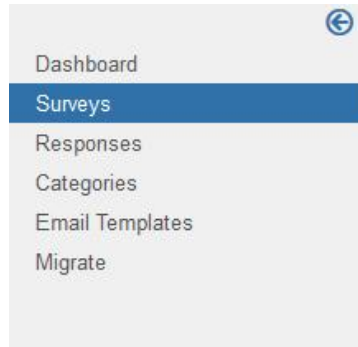 Dashboard
Surveys
Responses
Categories
Email Templates
Migrate